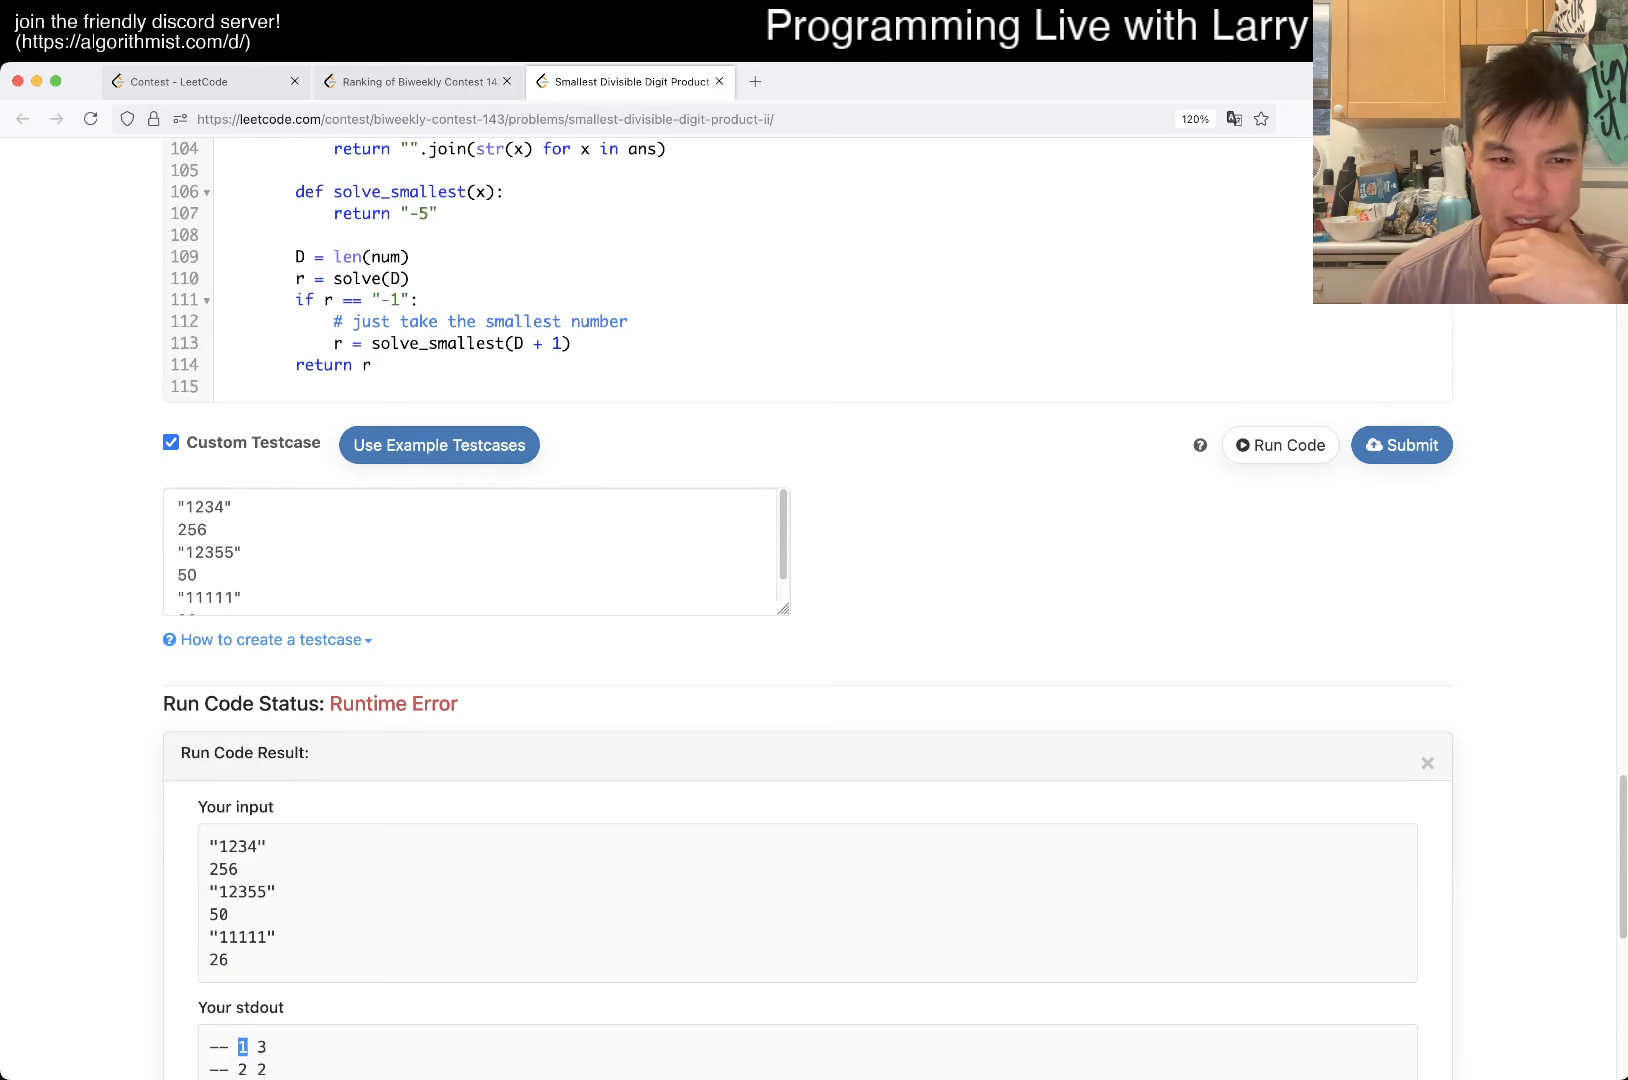 join the friendly discord server!
(https://algorithmist.com/d/)
Programming Live with Larry
Contest - LeetCode
Ranking of Biweekly Contest 14
Smallest Divisible Digit Product
https://leetcode.com/contest/biweekly-contest-143/problems/smallest-divisible-digit-product-ii/
120%
104 return "".join(str(x) for x in ans)
105
106 def solve_smallest(x):
107 return "-5"
108
109 D = len(num)
110 r = solve(D)
111 if r == "-1":
112 # just take the smallest number
113 r = solve_smallest(D + 1)
114 return r
115
Custom Testcase
Use Example Testcases
Run Code
Submit
"1234"
256
"12355"
50
"11111"
How to create a testcase
Run Code Status: Runtime Error
Run Code Result:
Your input
"1234"
256
"12355"
50
"11111"
26
Your stdout
-- 1 3
-- 2 2